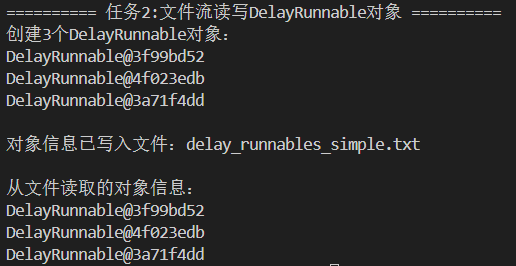 ========== 任务2:文件流读写DelayRunnable对象 ==========
创建3个DelayRunnable对象：
DelayRunnable@3f99bd52
DelayRunnable@4f023edb
DelayRunnable@3a71f4dd
对象信息已写入文件：delay_runnables_simple.txt
从文件读取的对象信息：
DelayRunnable@3f99bd52
DelayRunnable@4f023edb
DelayRunnable@3a71f4dd